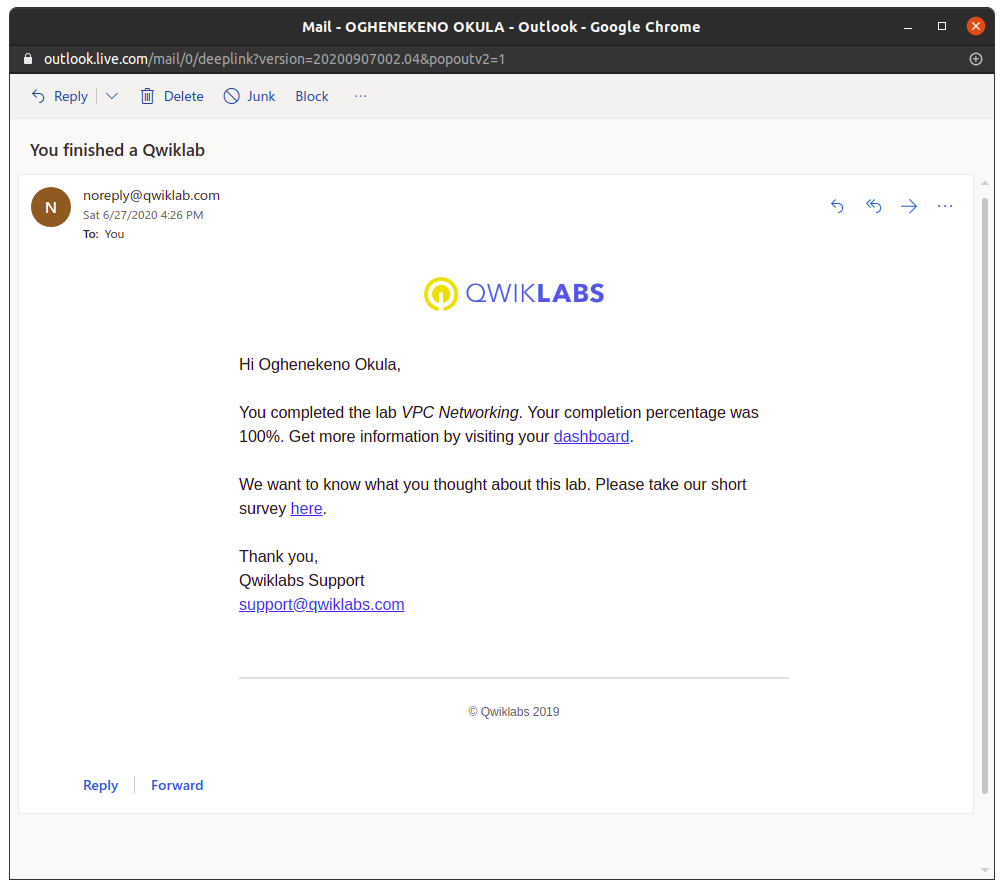 Mail - OGHENEKENO OKULA - Outlook - Google Chrome
outlook.live.com/mail/0/deeplink?version=20200907002.04&popoutv2=1
Reply Delete Junk Block ...
You finished a Qwiklab
N
noreply@qwiklab.com
Sat 6/27/2020 4:26 PM
To: You
QWIKLABS
Hi Oghenekeno Okula,
You completed the lab VPC Networking. Your completion percentage was
100%. Get more information by visiting your dashboard.
We want to know what you thought about this lab. Please take our short
survey here.
Thank you,
Qwiklabs Support
support@qwiklabs.com
© Qwiklabs 2019
Reply Forward